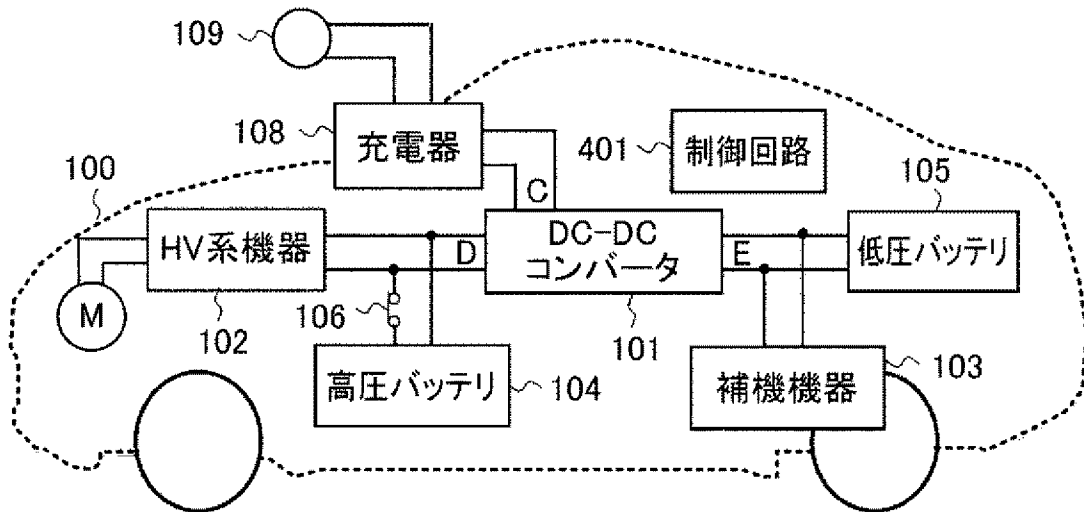 109
108
充電器
401
制御回路
100
105
C
HV系機器
D
DC-DC
コンバータ
E
低圧バッテリ
M
102
106
101
高圧バッテリ
104
補機機器
103